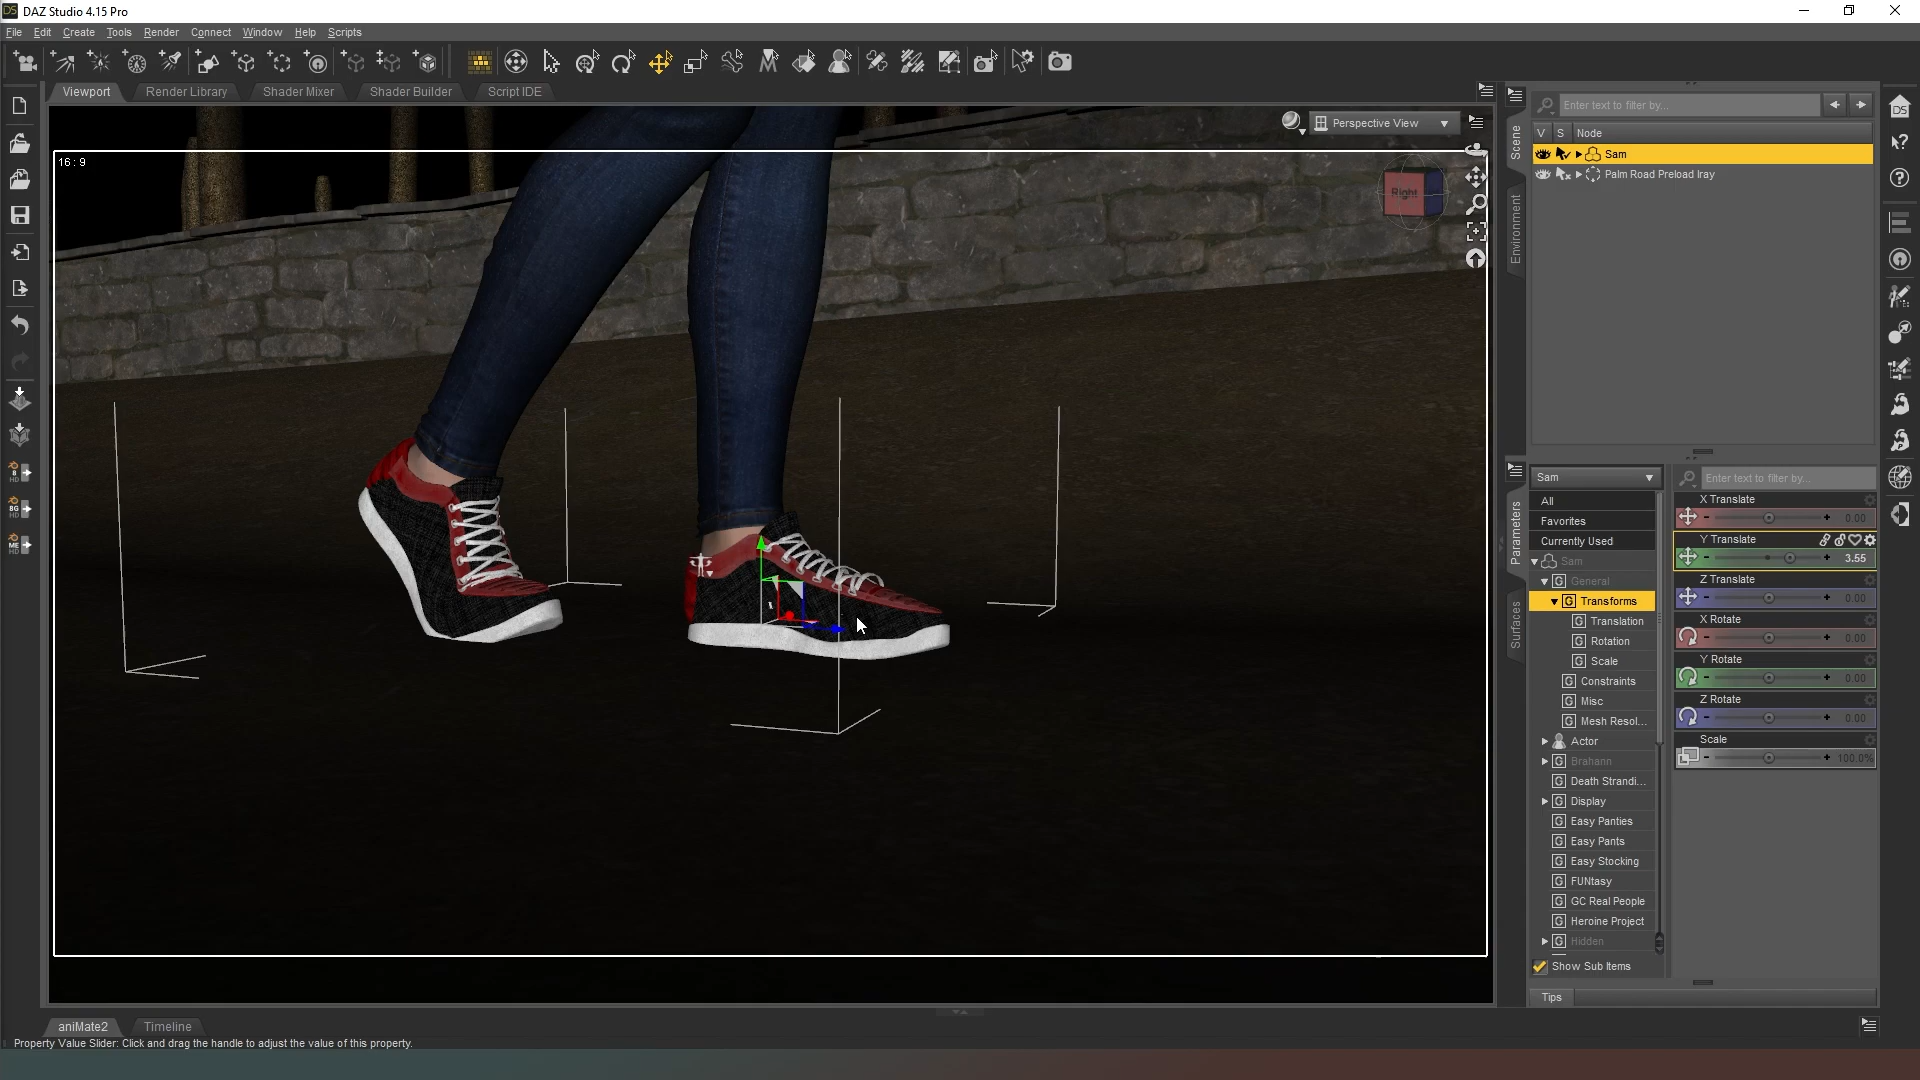 DS DAZ Studio 4.15 Pro
File Edit Create Tools Render Connect Window Help Scripts
Viewport Render Library Shader Mixer Shader Builder Script IDE
16 : 9
Perspective View
Right
Scene
Environment
Enter text to filter by...
V S Node
Sam
Palm Road Preload Iray
Parameters
Surfaces
Sam
Enter text to filter by...
All
Favorites
Currently Used
Sam
General
Transforms
Translation
Rotation
Scale
Constraints
Misc
Mesh Resol...
Actor
Brahann
Death Strandi...
Display
Easy Panties
Easy Pants
Easy Stocking
FUNtasy
GC Real People
Heroine Project
Hidden
Show Sub Items
X Translate
0.00
Y Translate
3.55
Z Translate
0.00
X Rotate
0.00
Y Rotate
0.00
Z Rotate
0.00
Scale
100.0%
Tips
aniMate2 Timeline
Property Value Slider: Click and drag the handle to adjust the value of this property.